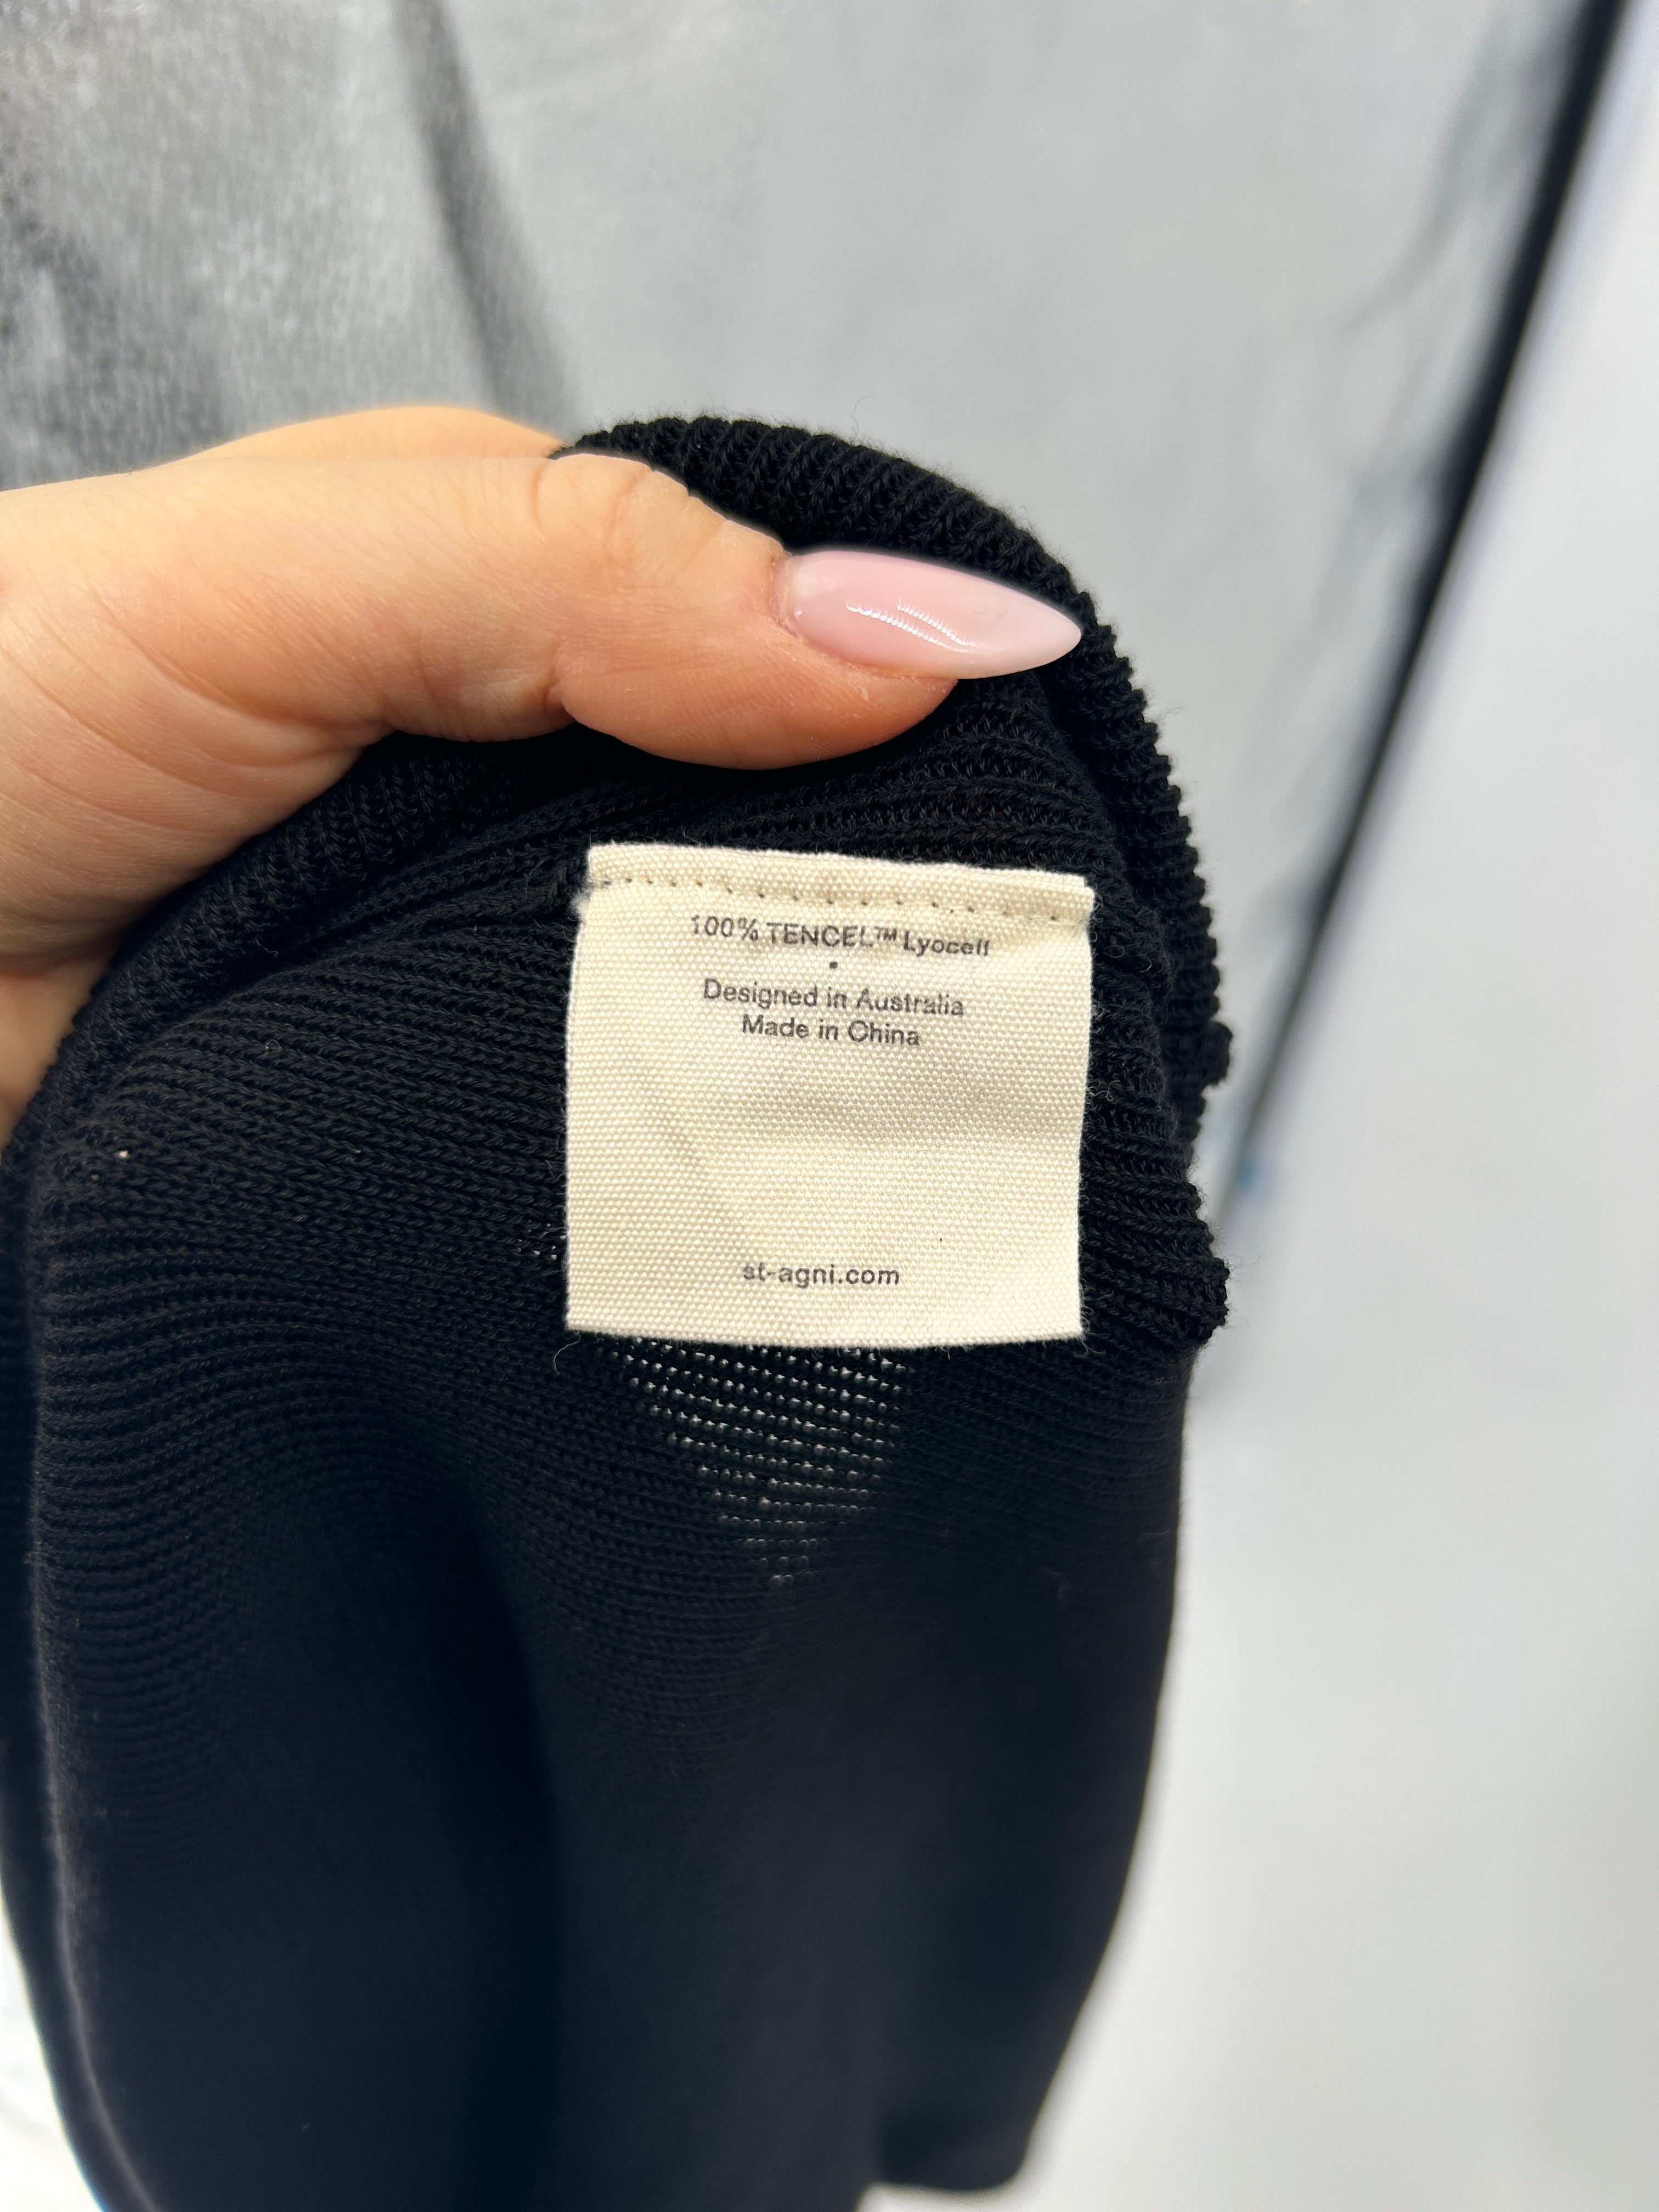 100% TENCEL™ Lyocell
•
Designed in Australia
Made in China
st-agni.com